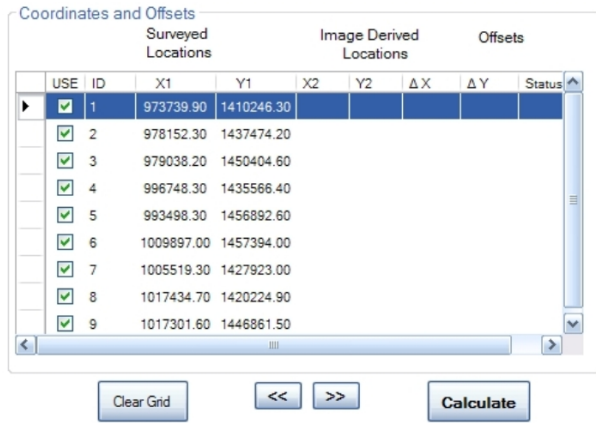 Coordinates and Offsets
Surveyed Locations
Image Derived Locations
Offsets
USE ID X1 Y1 X2 Y2 Δ X Δ Y Status
1 973739.90 1410246.30
2 978152.30 1437474.20
3 979038.20 1450404.60
4 996748.30 1435566.40
5 993498.30 1456892.60
6 1009897.00 1457394.00
7 1005519.30 1427923.00
8 1017434.70 1420224.90
9 1017301.60 1446861.50
Clear Grid << >> Calculate